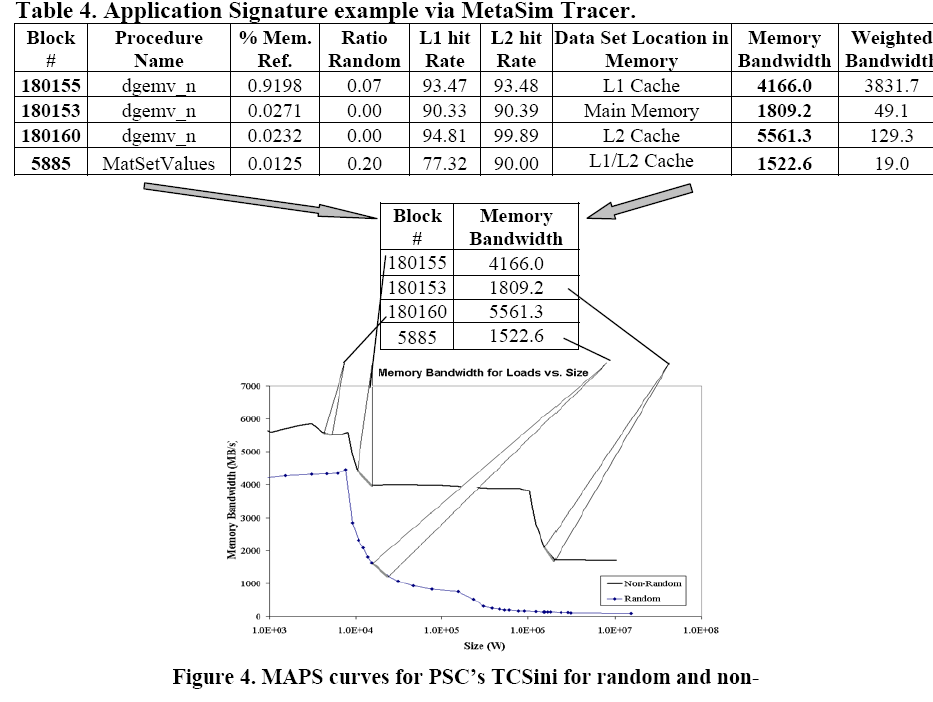 Table 4. Application Signature example via MetaSim Tracer.
Block # Procedure Name % Mem. Ref. Ratio Random L1 hit Rate L2 hit Rate Data Set Location in Memory Memory Bandwidth Weighted Bandwidth
180155 dgemv_n 0.9198 0.07 93.47 93.48 L1 Cache 4166.0 3831.7
180153 dgemv_n 0.0271 0.00 90.33 90.39 Main Memory 1809.2 49.1
180160 dgemv_n 0.0232 0.00 94.81 99.89 L2 Cache 5561.3 129.3
5885 MatSetValues 0.0125 0.20 77.32 90.00 L1/L2 Cache 1522.6 19.0
Block # Memory Bandwidth
180155 4166.0
180153 1809.2
180160 5561.3
5885 1522.6
Memory Bandwidth for Loads vs. Size
7000
6000
5000
4000
3000
2000
1000
0
Memory Bandwidth (MB/s)
Non-Random
Random
1.0E+03 1.0E+04 1.0E+05 1.0E+06 1.0E+07 1.0E+08
Size (W)
Figure 4. MAPS curves for PSC's TCSini for random and non-